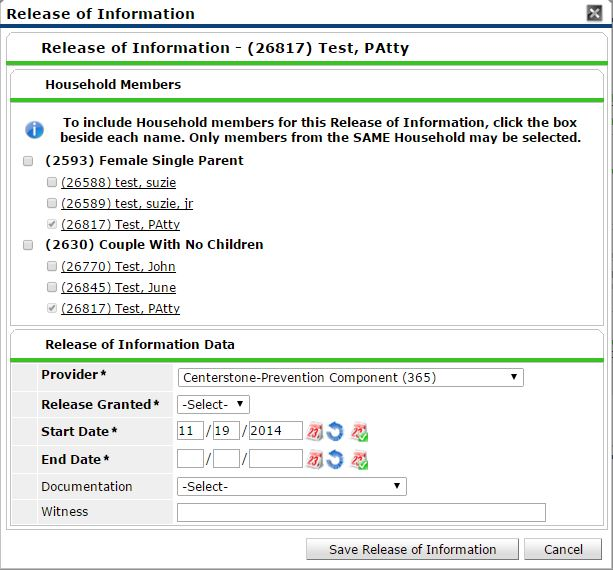 Release of Information
Release of Information - (26817) Test, PAtty
Household Members
To include Household members for this Release of Information, click the box
beside each name. Only members from the SAME Household may be selected.
(2593) Female Single Parent
(26588) test, suzie
(26589) test, suzie, jr
(26817) Test, PAtty
(2630) Couple With No Children
(26770) Test, John
(26845) Test, June
(26817) Test, PAtty
Release of Information Data
Provider* Centerstone-Prevention Component (365)
Release Granted* -Select-
Start Date* 11 / 19 / 2014 23 23
End Date* / / 23 23
Documentation -Select-
Witness
Save Release of Information Cancel